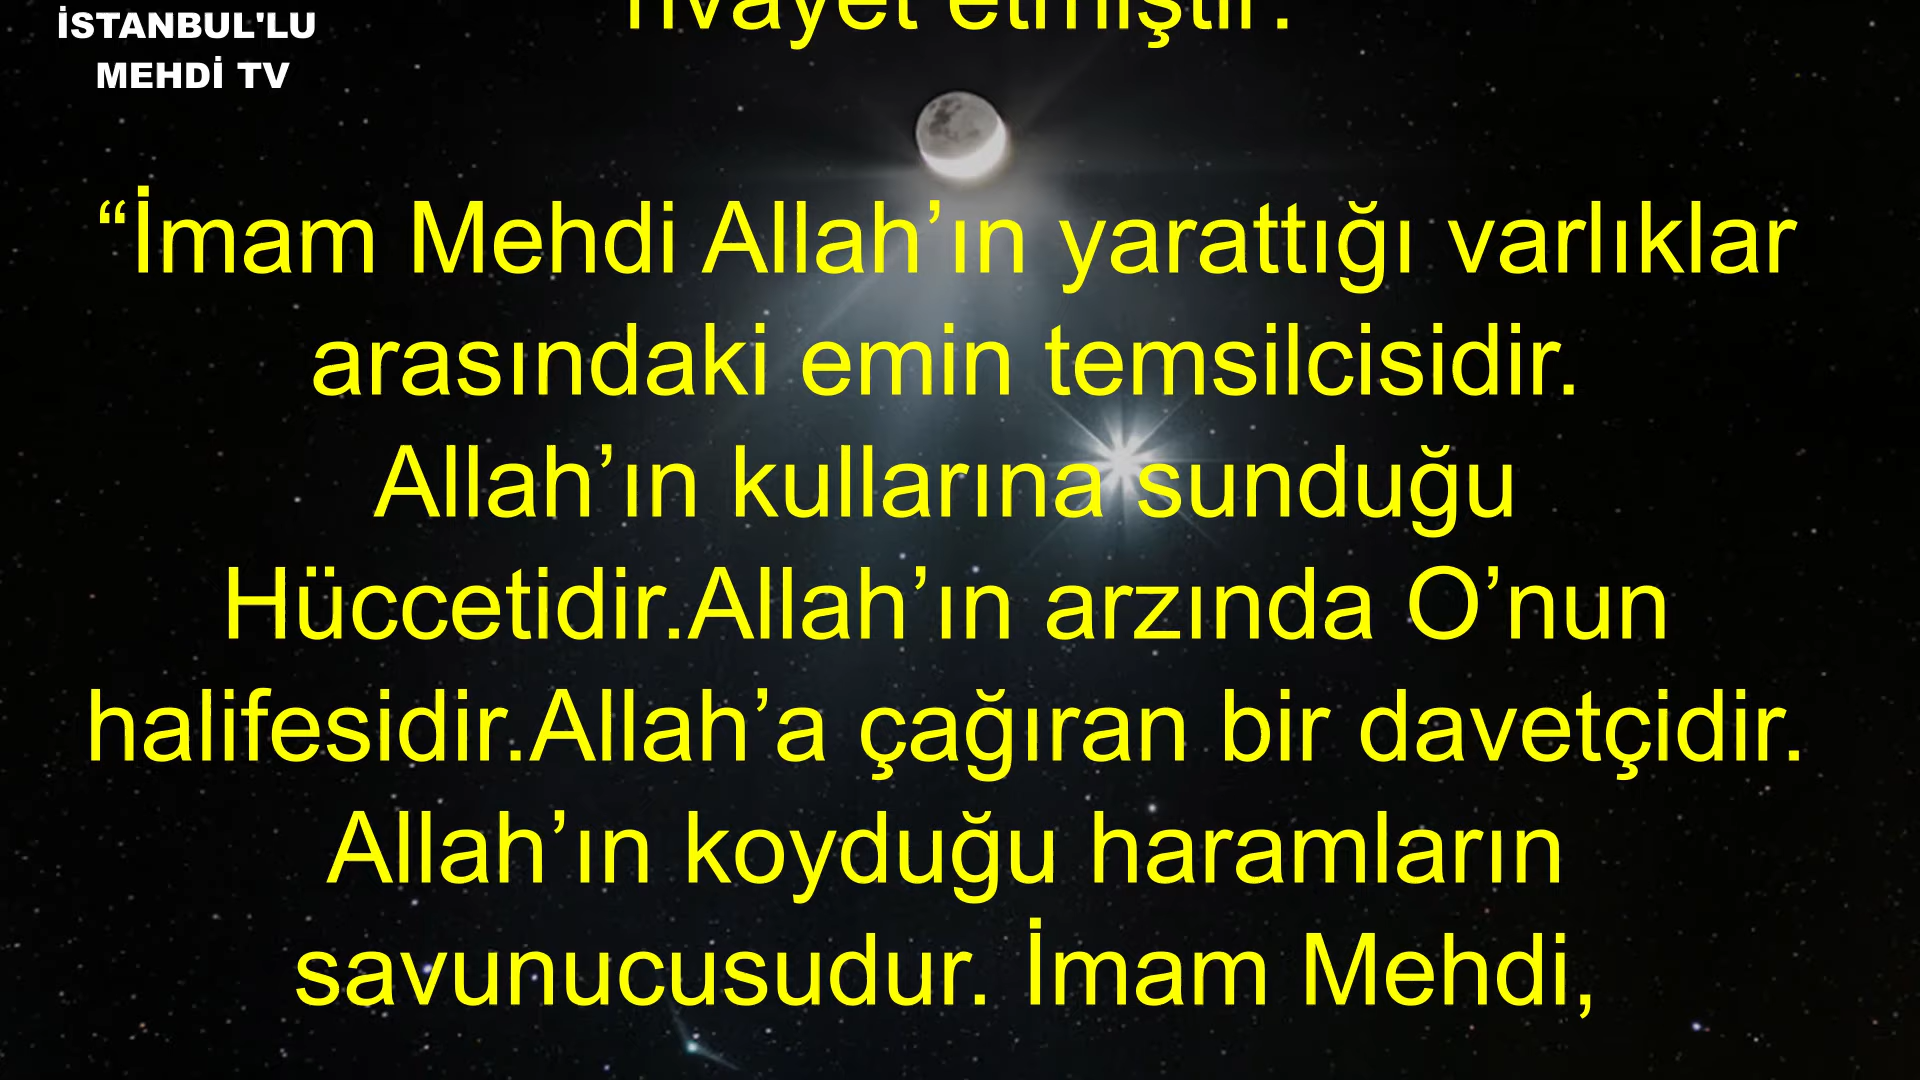 İSTANBUL'LU
MEHDİ TV
rivayet etmiştir:
“İmam Mehdi Allah’ın yarattığı varlıklar
arasındaki emin temsilcisidir.
Allah’ın kullarına sunduğu
Hüccetidir.Allah’ın arzında O’nun
halifesidir.Allah’a çağıran bir davetçidir.
Allah’ın koyduğu haramların
savunucusudur. İmam Mehdi,